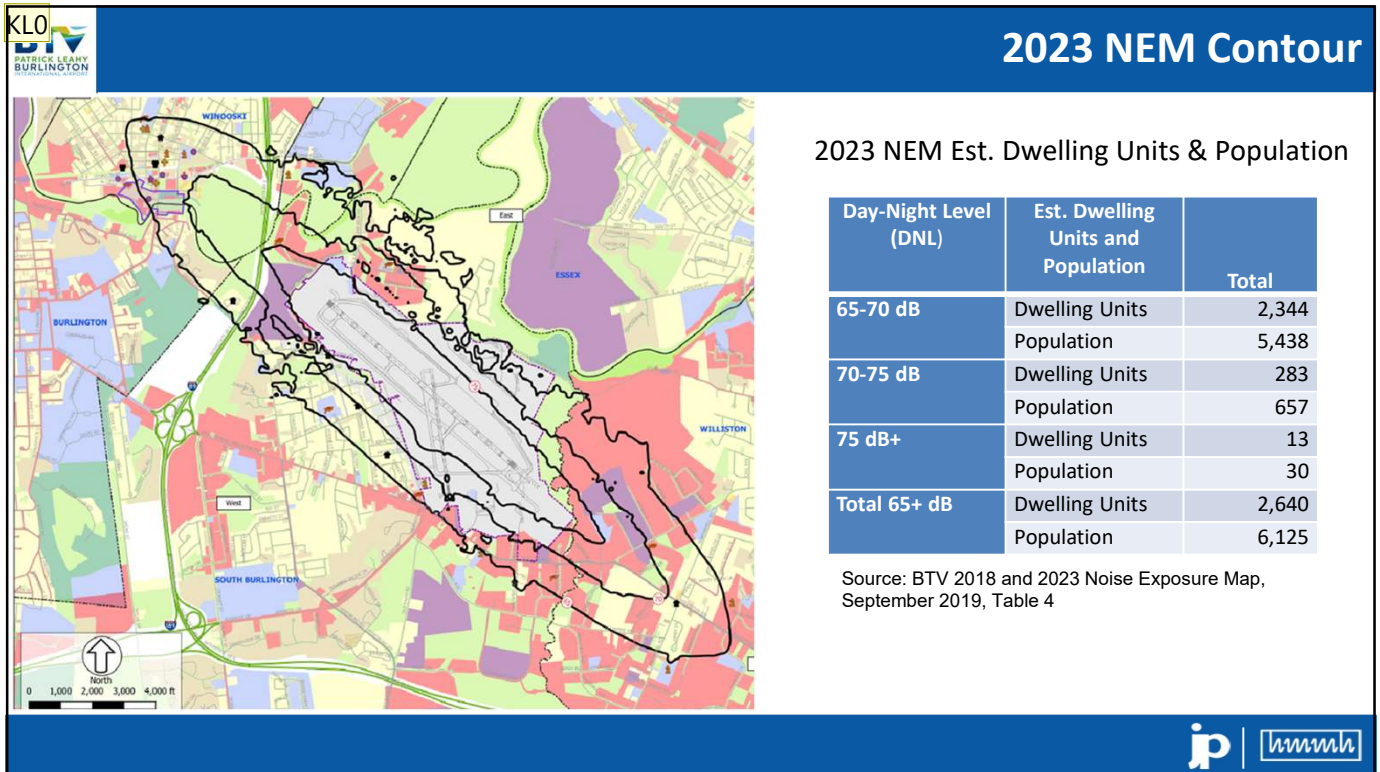 KL0
BTV
PATRICK LEAHY
BURLINGTON
INTERNATIONAL AIRPORT
2023 NEM Contour
WINOOSKI
East
ESSEX
BURLINGTON
WILLISTON
West
SOUTH BURLINGTON
North
0 1,000 2,000 3,000 4,000 ft
2023 NEM Est. Dwelling Units & Population
Day-Night Level (DNL) Est. Dwelling Units and Population Total
65-70 dB Dwelling Units 2,344
Population 5,438
70-75 dB Dwelling Units 283
Population 657
75 dB+ Dwelling Units 13
Population 30
Total 65+ dB Dwelling Units 2,640
Population 6,125
Source: BTV 2018 and 2023 Noise Exposure Map,
September 2019, Table 4
jp
hmmh